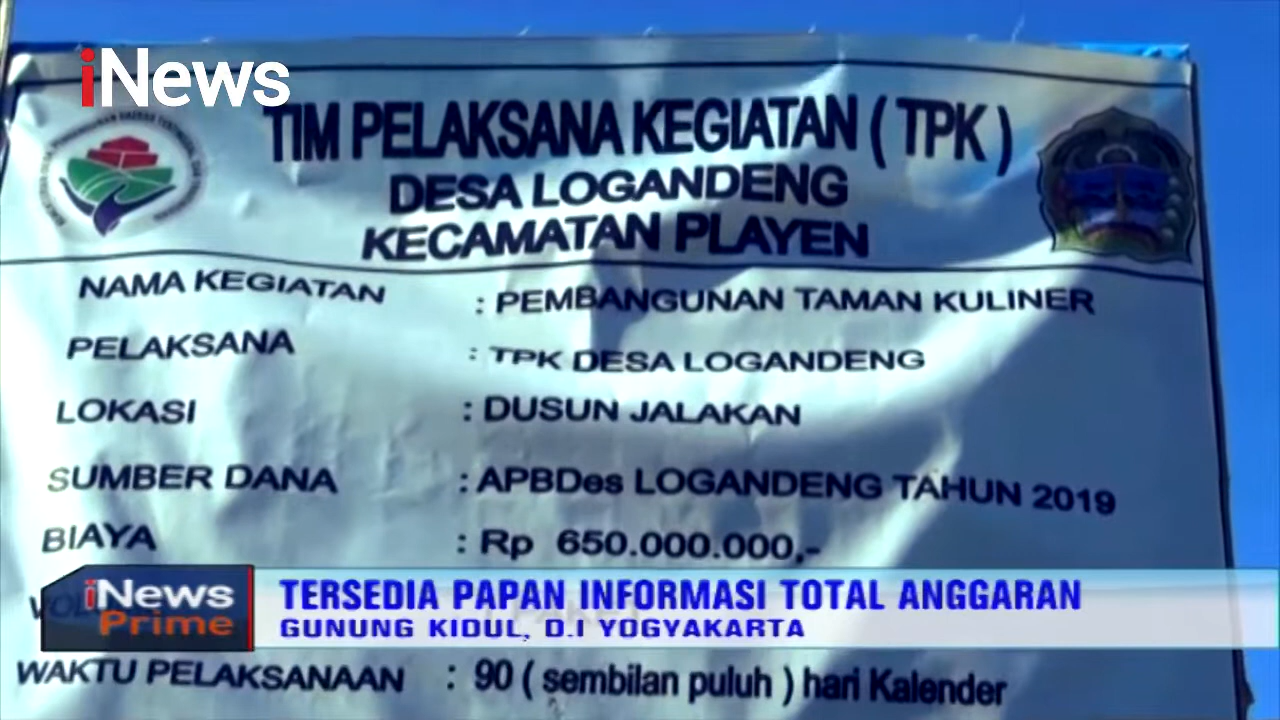 iNews
TIM PELAKSANA KEGIATAN ( TPK )
DESA LOGANDENG
KECAMATAN PLAYEN
NAMA KEGIATAN : PEMBANGUNAN TAMAN KULINER
PELAKSANA : TPK DESA LOGANDENG
LOKASI : DUSUN JALAKAN
SUMBER DANA : APBDes LOGANDENG TAHUN 2019
BIAYA : Rp 650.000.000,-
iNews Prime
TERSEDIA PAPAN INFORMASI TOTAL ANGGARAN
GUNUNG KIDUL, D.I YOGYAKARTA
WAKTU PELAKSANAAN : 90 ( sembilan puluh ) hari Kalender